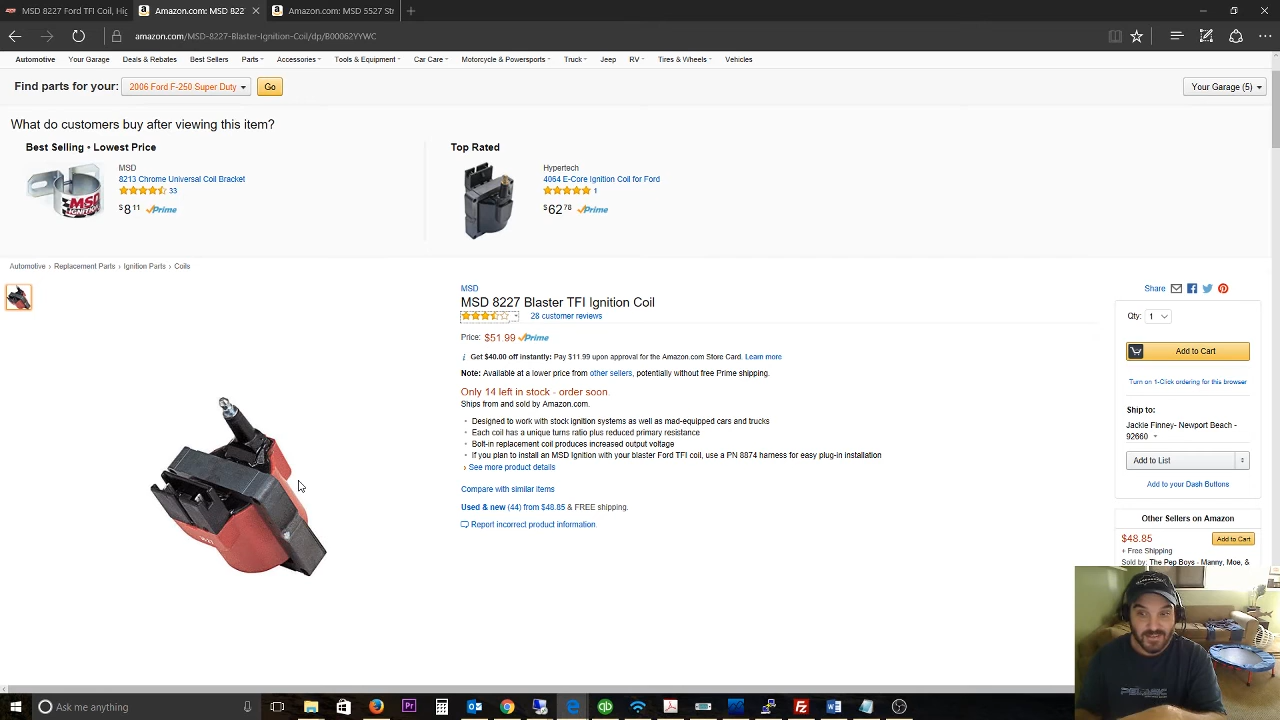 MSD 8227 Ford TFI Coil, Hig
Amazon.com: MSD 822
Amazon.com: MSD 5527 Str
amazon.com/MSD-8227-Blaster-Ignition-Coil/dp/B00062YYWC
Automotive Your Garage Deals & Rebates Best Sellers Parts Accessories Tools & Equipment Car Care Motorcycle & Powersports Truck Jeep RV Tires & Wheels Vehicles
Find parts for your: 2006 Ford F-250 Super Duty Go Your Garage (5)
What do customers buy after viewing this item?
Best Selling • Lowest Price
MSD
8213 Chrome Universal Coil Bracket
33
$8 11 Prime
MSD IGNITION
Top Rated
Hypertech
4064 E-Core Ignition Coil for Ford
1
$62 78 Prime
Automotive › Replacement Parts › Ignition Parts › Coils
MSD
MSD 8227 Blaster TFI Ignition Coil
28 customer reviews
Price: $51.99 Prime
i Get $40.00 off instantly: Pay $11.99 upon approval for the Amazon.com Store Card. Learn more
Note: Available at a lower price from other sellers, potentially without free Prime shipping.
Only 14 left in stock - order soon.
Ships from and sold by Amazon.com.
• Designed to work with stock ignition systems as well as mad-equipped cars and trucks
• Each coil has a unique turns ratio plus reduced primary resistance
• Bolt-in replacement coil produces increased output voltage
• If you plan to install an MSD Ignition with your blaster Ford TFI coil, use a PN 8874 harness for easy plug-in installation
› See more product details
Compare with similar items
Used & new (44) from $48.85 & FREE shipping.
Report incorrect product information.
Share
Qty: 1
Add to Cart
Turn on 1-Click ordering for this browser
Ship to:
Jackie Finney- Newport Beach -
92660
Add to List
Add to your Dash Buttons
Other Sellers on Amazon
$48.85 Add to Cart
+ Free Shipping
Sold by: The Pep Boys - Manny, Moe, &
Ask me anything